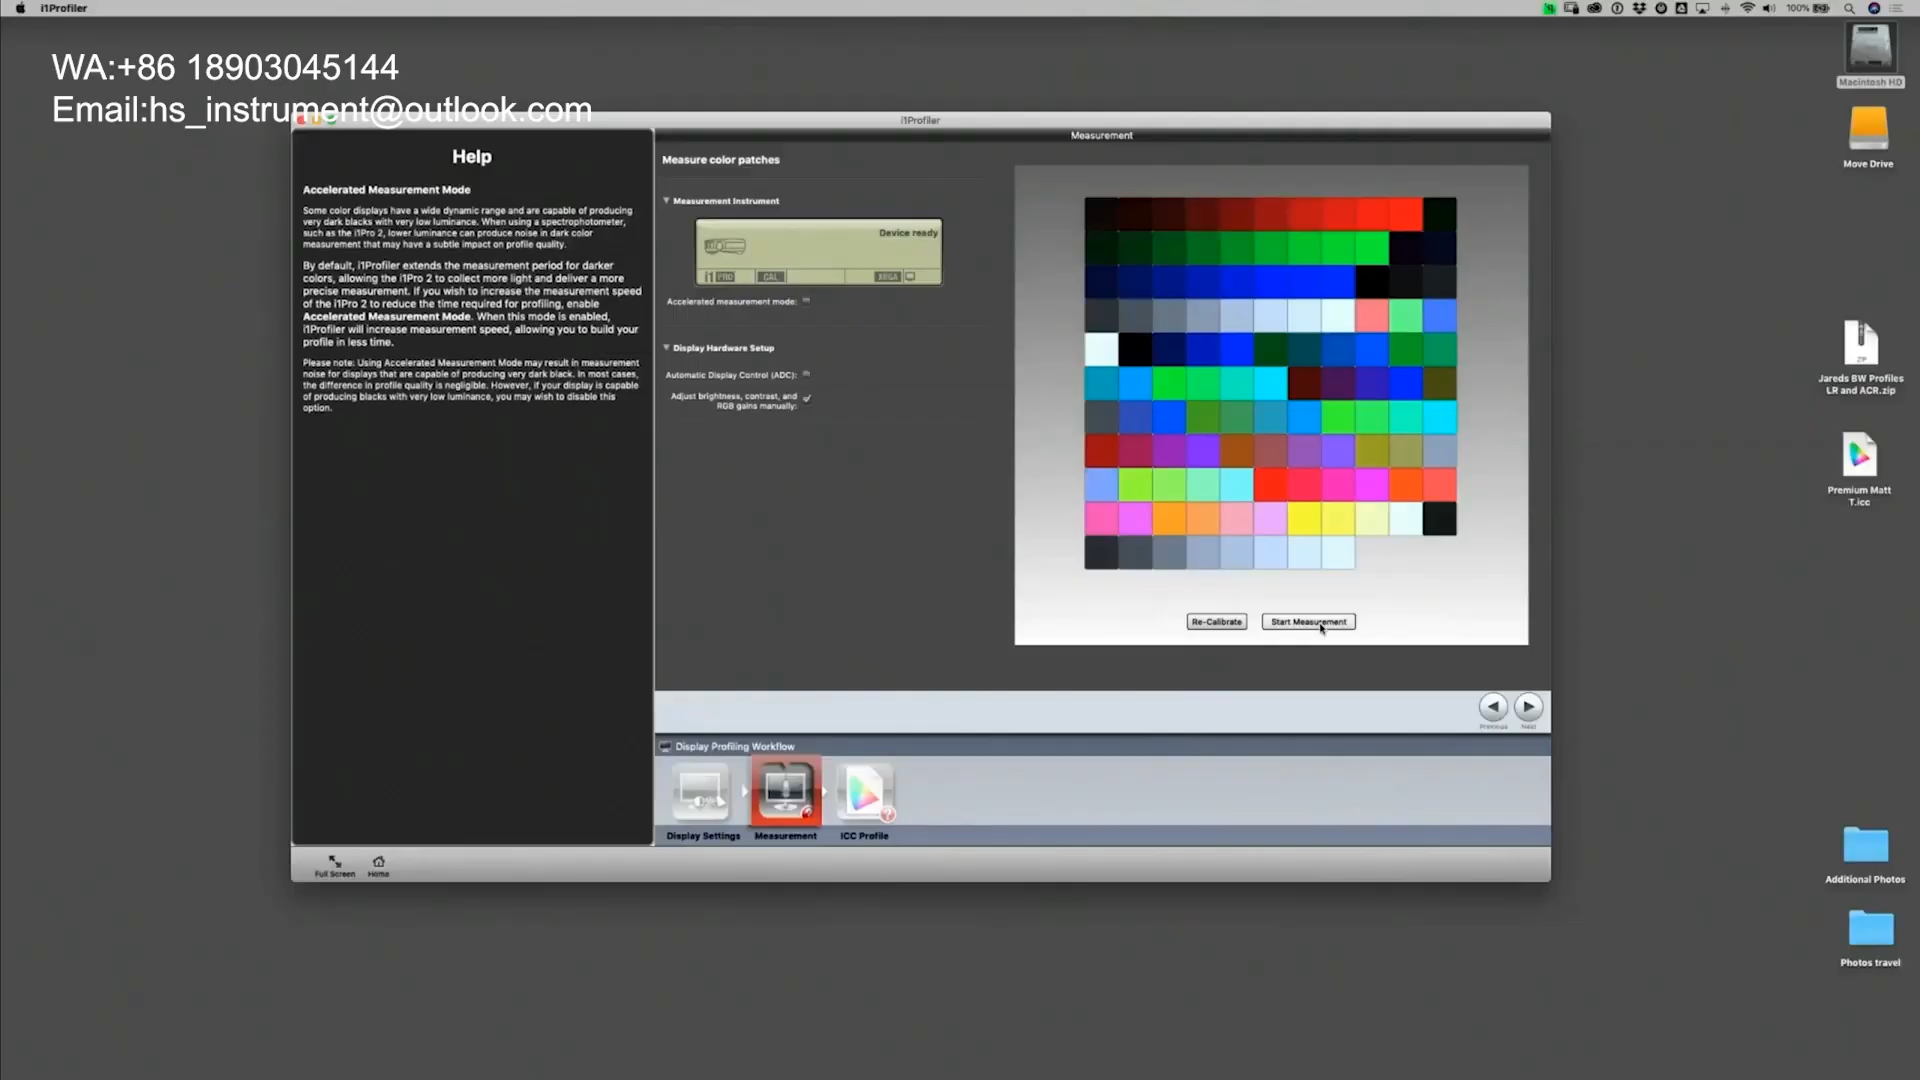 i1Profiler
100%
WA:+86 18903045144
Email:hs_instrument@outlook.com
Macintosh HD
Move Drive
i1Profiler
Measurement
Help
Accelerated Measurement Mode
Some color displays have a wide dynamic range and are capable of producing
very dark blacks with very low luminance. When using a spectrophotometer,
such as the i1Pro 2, lower luminance can produce noise in dark color
measurement that may have a subtle impact on profile quality.
By default, i1Profiler extends the measurement period for darker
colors, allowing the i1Pro 2 to collect more light and deliver a more
precise measurement. If you wish to increase the measurement speed
of the i1Pro 2 to reduce the time required for profiling, enable
Accelerated Measurement Mode. When this mode is enabled,
i1Profiler will increase measurement speed, allowing you to build your
profile in less time.
Please note: Using Accelerated Measurement Mode may result in measurement
noise for displays that are capable of producing very dark black. In most cases,
the difference in profile quality is negligible. However, if your display is capable
of producing blacks with very low luminance, you may wish to disable this
option.
Measure color patches
Measurement Instrument
Device ready
i1 PRO CAL XRGA
Accelerated measurement mode:
Display Hardware Setup
Automatic Display Control (ADC):
Adjust brightness, contrast, and
RGB gains manually:
Re-Calibrate
Start Measurement
Previous
Next
Display Profiling Workflow
Display Settings
Measurement
ICC Profile
Full Screen
Home
ZIP
Jareds BW Profiles
LR and ACR.zip
Premium Matt
T.icc
Additional Photos
Photos travel